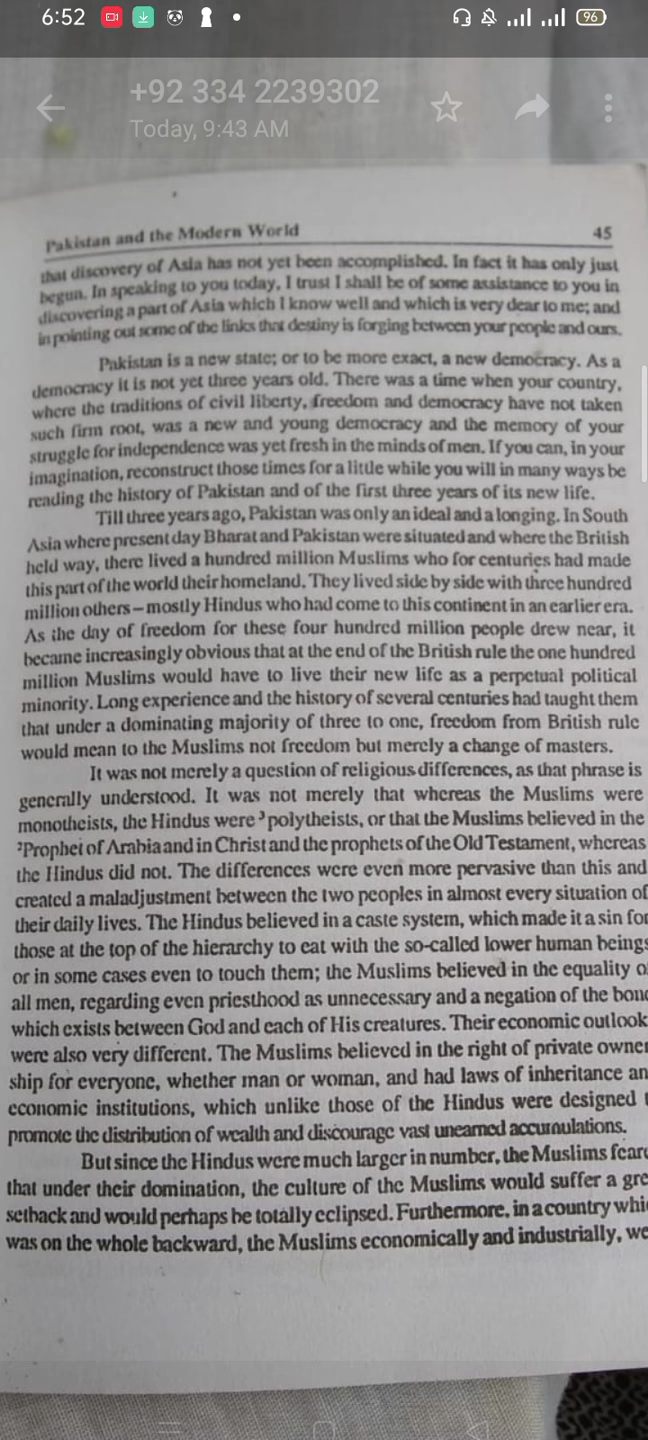 6:52
96
+92 334 2239302
Today, 9:43 AM
Pakistan and the Modern World 45
that discovery of Asia has not yet been accomplished. In fact it has only just
begun. In speaking to you today, I trust I shall be of some assistance to you in
discovering a part of Asia which I know well and which is very dear to me; and
in pointing out some of the links that destiny is forging between your people and ours.
Pakistan is a new state; or to be more exact, a new democracy. As a
democracy it is not yet three years old. There was a time when your country,
where the traditions of civil liberty, freedom and democracy have not taken
such firm root, was a new and young democracy and the memory of your
struggle for independence was yet fresh in the minds of men. If you can, in your
imagination, reconstruct those times for a little while you will in many ways be
reading the history of Pakistan and of the first three years of its new life.
Till three years ago, Pakistan was only an ideal and a longing. In South
Asia where present day Bharat and Pakistan were situated and where the British
held way, there lived a hundred million Muslims who for centuries had made
this part of the world their homeland. They lived side by side with three hundred
million others – mostly Hindus who had come to this continent in an earlier era.
As the day of freedom for these four hundred million people drew near, it
became increasingly obvious that at the end of the British rule the one hundred
million Muslims would have to live their new life as a perpetual political
minority. Long experience and the history of several centuries had taught them
that under a dominating majority of three to one, freedom from British rule
would mean to the Muslims not freedom but merely a change of masters.
It was not merely a question of religious differences, as that phrase is
generally understood. It was not merely that whereas the Muslims were
monotheists, the Hindus were ³polytheists, or that the Muslims believed in the
²Prophet of Arabia and in Christ and the prophets of the Old Testament, whereas
the Hindus did not. The differences were even more pervasive than this and
created a maladjustment between the two peoples in almost every situation of
their daily lives. The Hindus believed in a caste system, which made it a sin for
those at the top of the hierarchy to eat with the so-called lower human beings
or in some cases even to touch them; the Muslims believed in the equality o
all men, regarding even priesthood as unnecessary and a negation of the bon
which exists between God and each of His creatures. Their economic outlook
were also very different. The Muslims believed in the right of private owner
ship for everyone, whether man or woman, and had laws of inheritance an
economic institutions, which unlike those of the Hindus were designed t
promote the distribution of wealth and discourage vast unearned accumulations.
But since the Hindus were much larger in number, the Muslims feare
that under their domination, the culture of the Muslims would suffer a gre
setback and would perhaps be totally eclipsed. Furthermore, in a country whi
was on the whole backward, the Muslims economically and industrially, we